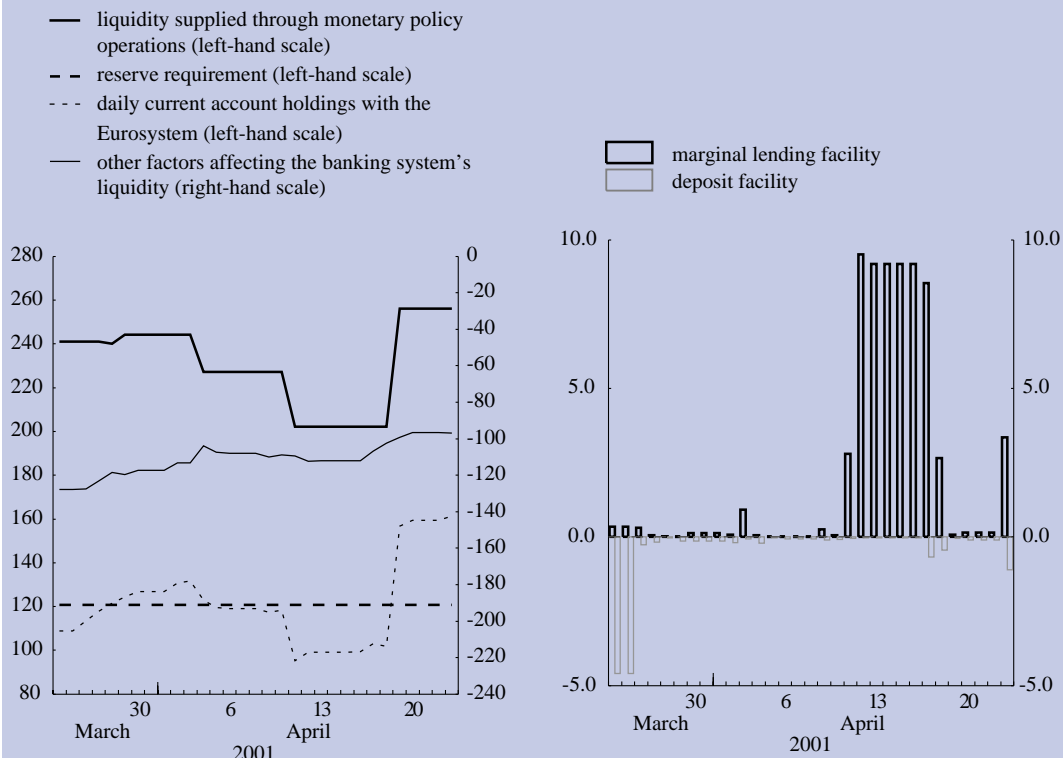 liquidity supplied through monetary policy
operations (left-hand scale)
reserve requirement (left-hand scale)
daily current account holdings with the
Eurosystem (left-hand scale)
other factors affecting the banking system's
liquidity (right-hand scale)
marginal lending facility
deposit facility
280
260
240
220
200
180
160
140
120
100
80
0
-20
-40
-60
-80
-100
-120
-140
-160
-180
-200
-220
-240
30 6 13 20
March April
2001
10.0
5.0
0.0
-5.0
10.0
5.0
0.0
-5.0
30 6 13 20
March April
2001